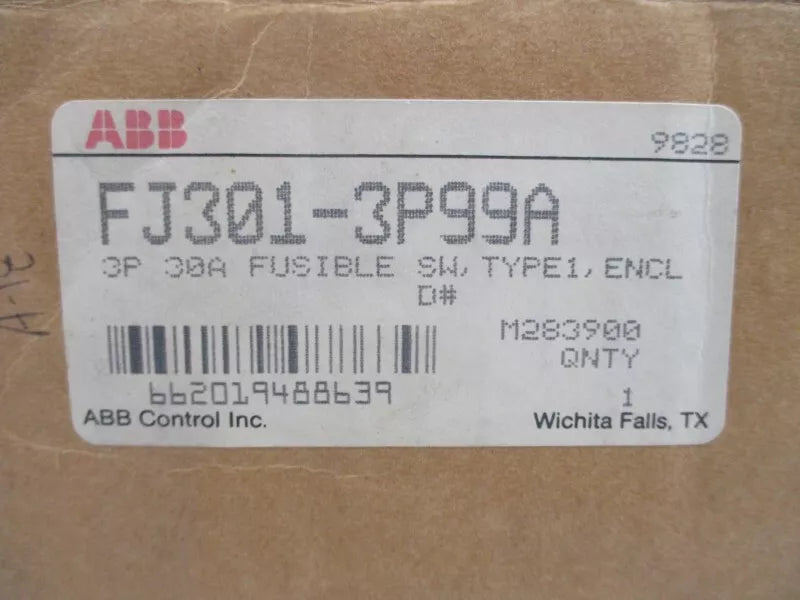 ABB
9828
FJ301-3P99A
3P 30A FUSIBLE SW, TYPE1, ENCL
D#
M283900
QNTY
662019488639
1
ABB Control Inc.
Wichita Falls, TX